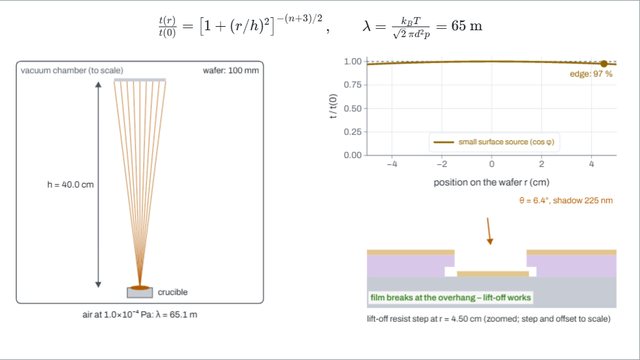 t(r)/t(0) = [1 + (r/h)²]^−(n+3)/2 ,   λ = k_B T / (√2 πd²p) = 65 m
vacuum chamber (to scale)
wafer: 100 mm
h = 40.0 cm
crucible
air at 1.0×10⁻⁴ Pa: λ = 65.1 m
t / t(0)
1.00
0.75
0.50
0.25
0.00
edge: 97 %
small surface source (cos φ)
−4 −2 0 2 4
position on the wafer r (cm)
θ = 6.4°, shadow 225 nm
film breaks at the overhang – lift-off works
lift-off resist step at r = 4.50 cm (zoomed; step and offset to scale)